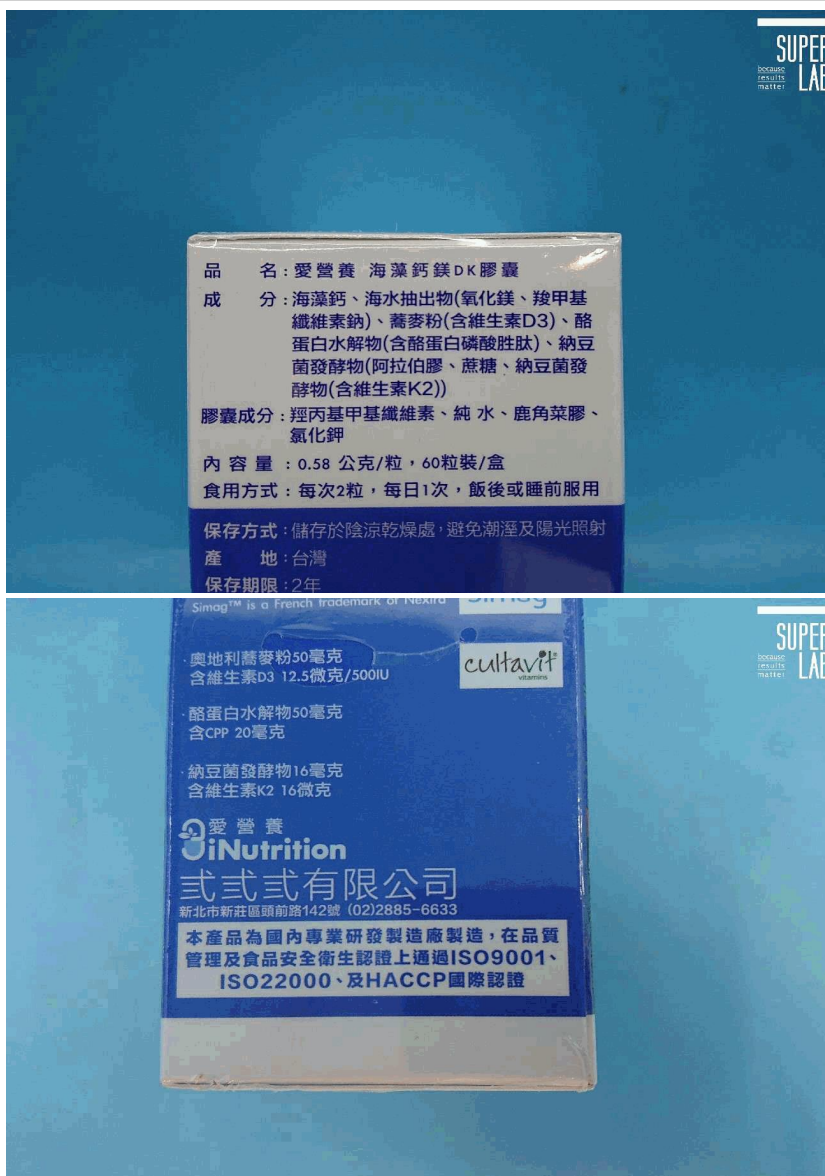 SUPER
LAB
because
results
matter
品 名:愛營養 海藻鈣鎂DK膠囊
成 分:海藻鈣、海水抽出物(氧化鎂、羧甲基
纖維素鈉)、蕎麥粉(含維生素D3)、酪
蛋白水解物(含酪蛋白磷酸胜肽)、納豆
菌發酵物(阿拉伯膠、蔗糖、納豆菌發
酵物(含維生素K2))
膠囊成分:羥丙基甲基纖維素、純 水、鹿角菜膠、
氯化鉀
內 容 量 : 0.58 公克/粒,60粒裝/盒
食用方式:每次2粒,每日1次,飯後或睡前服用
保存方式:儲存於陰涼乾燥處,避免潮溼及陽光照射
產 地:台灣
保存期限:2年
Simag™ is a French trademark of Nexira
Simag
SUPER
LAB
because
results
matter
·奧地利蕎麥粉50毫克
含維生素D3 12.5微克/500IU
cultavit®
vitamins
·酪蛋白水解物50毫克
含CPP 20毫克
·納豆菌發酵物16毫克
含維生素K2 16微克
愛營養
iNutrition
弍弍弍有限公司
新北市新莊區頭前路142號 (02)2885-6633
本產品為國內專業研發製造廠製造,在品質
管理及食品安全衛生認證上通過ISO9001、
ISO22000、及HACCP國際認證